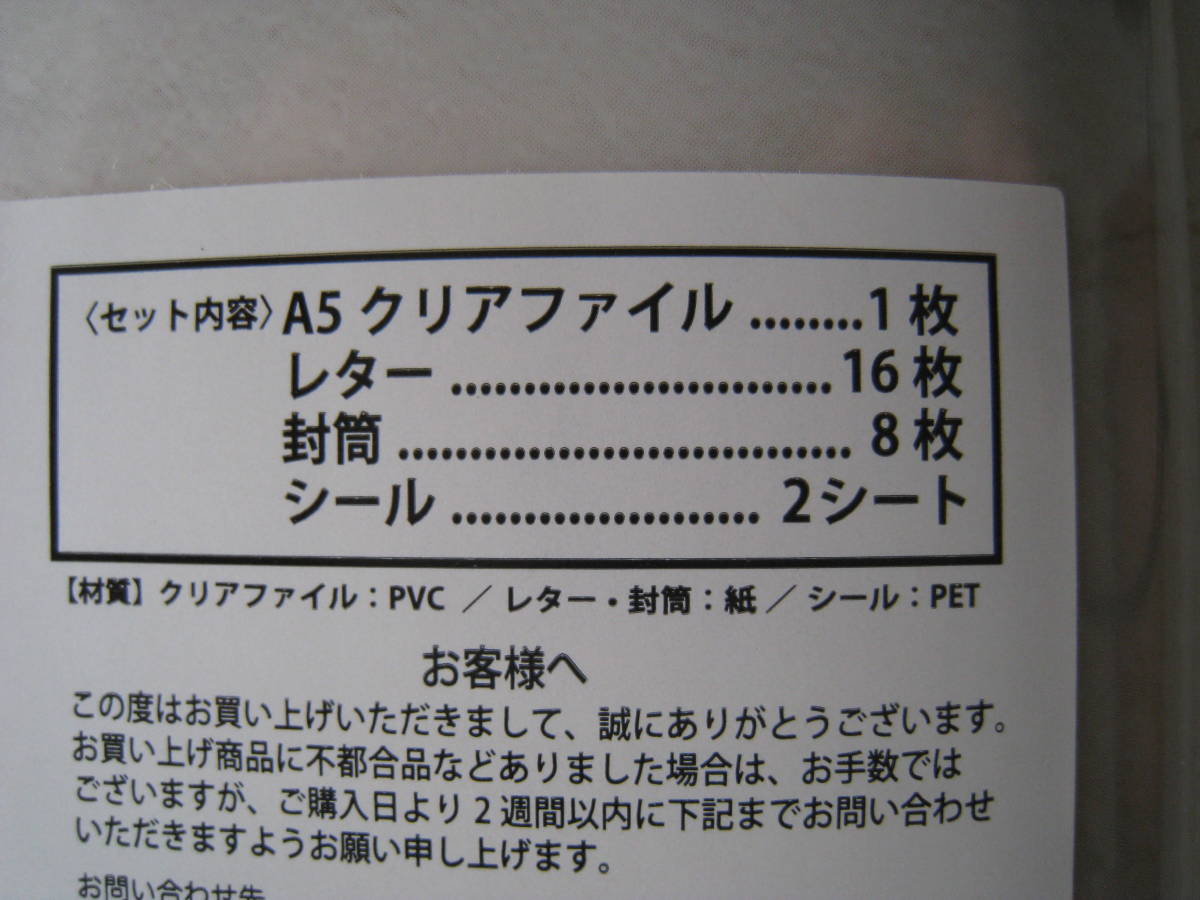 〈セット内容〉A5 クリアファイル ........1 枚
レター ..........................16 枚
封筒 ............................... 8 枚
シール ..................... 2シート
【材質】クリアファイル：PVC ／ レター・封筒：紙 ／ シール：PET
お客様へ
この度はお買い上げいただきまして、誠にありがとうございます。
お買い上げ商品に不都合品などありました場合は、お手数では
ございますが、ご購入日より 2 週間以内に下記までお問い合わせ
いただきますようお願い申し上げます。
お問い合わせ先